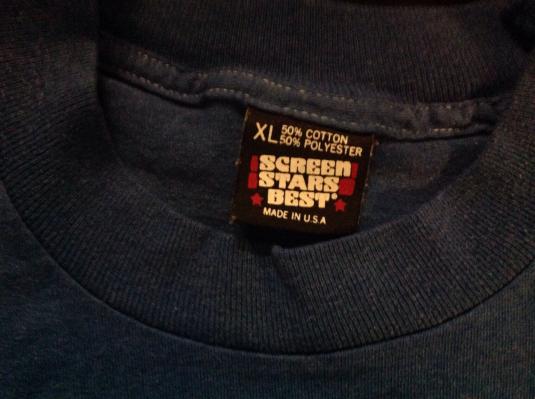 XL 50% COTTON
50% POLYESTER
SCREEN
STARS
BEST®
MADE IN U.S.A